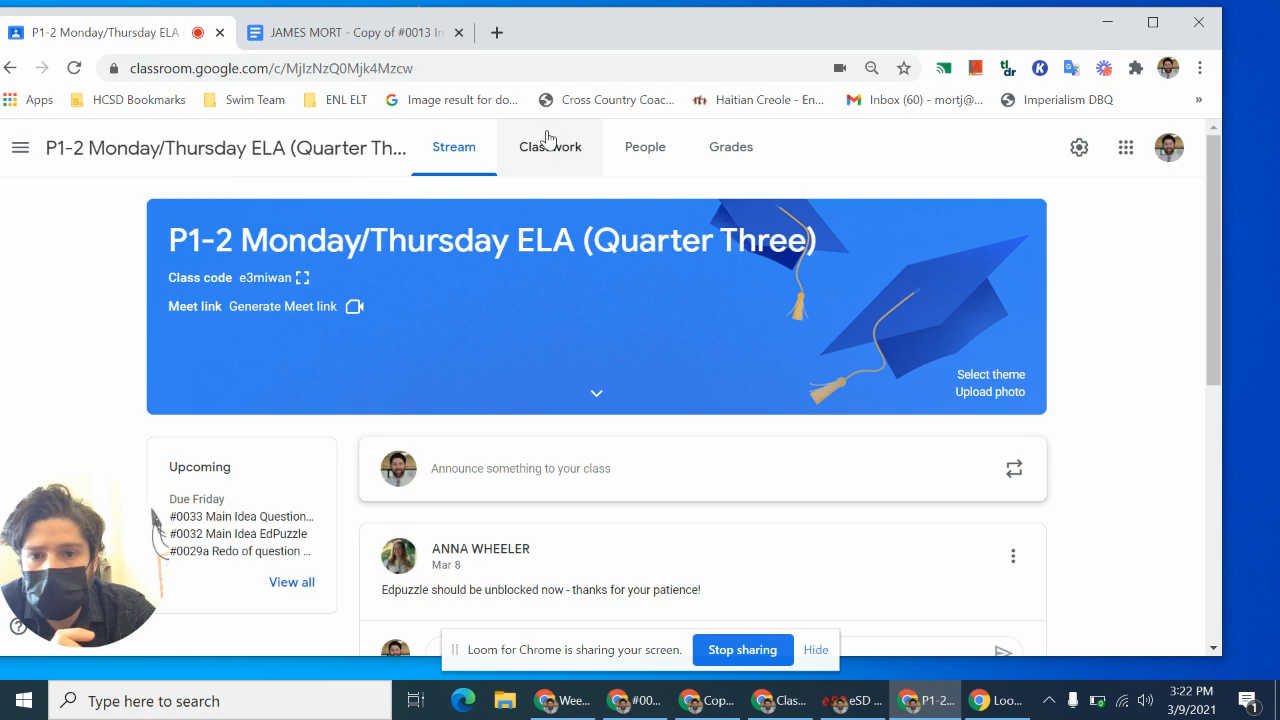 P1-2 Monday/Thursday ELA
JAMES MORT - Copy of #0013 In
classroom.google.com/c/MjIzNzQ0Mjk4Mzcw
Apps HCSD Bookmarks Swim Team ENL ELT Image result for do... Cross Country Coac... Haitian Creole - En... Inbox (60) - mortj@... Imperialism DBQ »
P1-2 Monday/Thursday ELA (Quarter Th... Stream Classwork People Grades
P1-2 Monday/Thursday ELA (Quarter Three)
Class code e3miwan
Meet link Generate Meet link
Select theme
Upload photo
Upcoming
Due Friday
#0033 Main Idea Question...
#0032 Main Idea EdPuzzle
#0029a Redo of question ...
View all
Announce something to your class
ANNA WHEELER
Mar 8
Edpuzzle should be unblocked now - thanks for your patience!
Loom for Chrome is sharing your screen. Stop sharing Hide
Type here to search
Wee... #00... Cop... Clas... eSD ... P1-2... Loo...
3:22 PM
3/9/2021
1